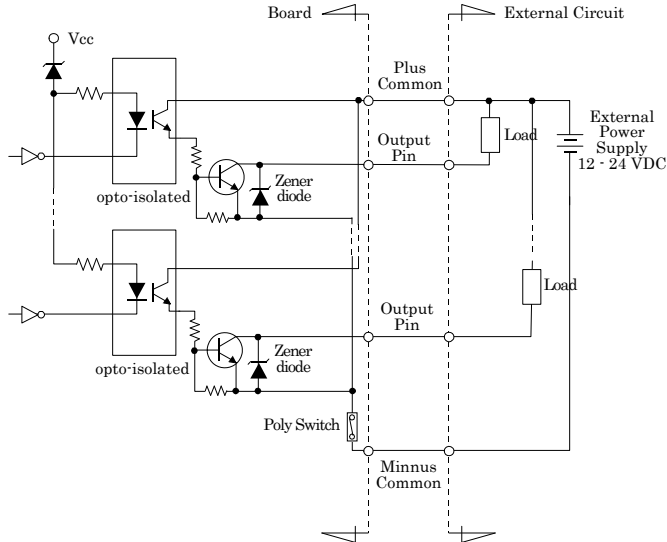 Board
External Circuit
Vcc
Plus
Common
External
Power
Supply
12 - 24 VDC
Load
Output
Pin
Zener
diode
opto-isolated
Load
Output
Pin
Zener
diode
opto-isolated
Poly Switch
Minnus
Common